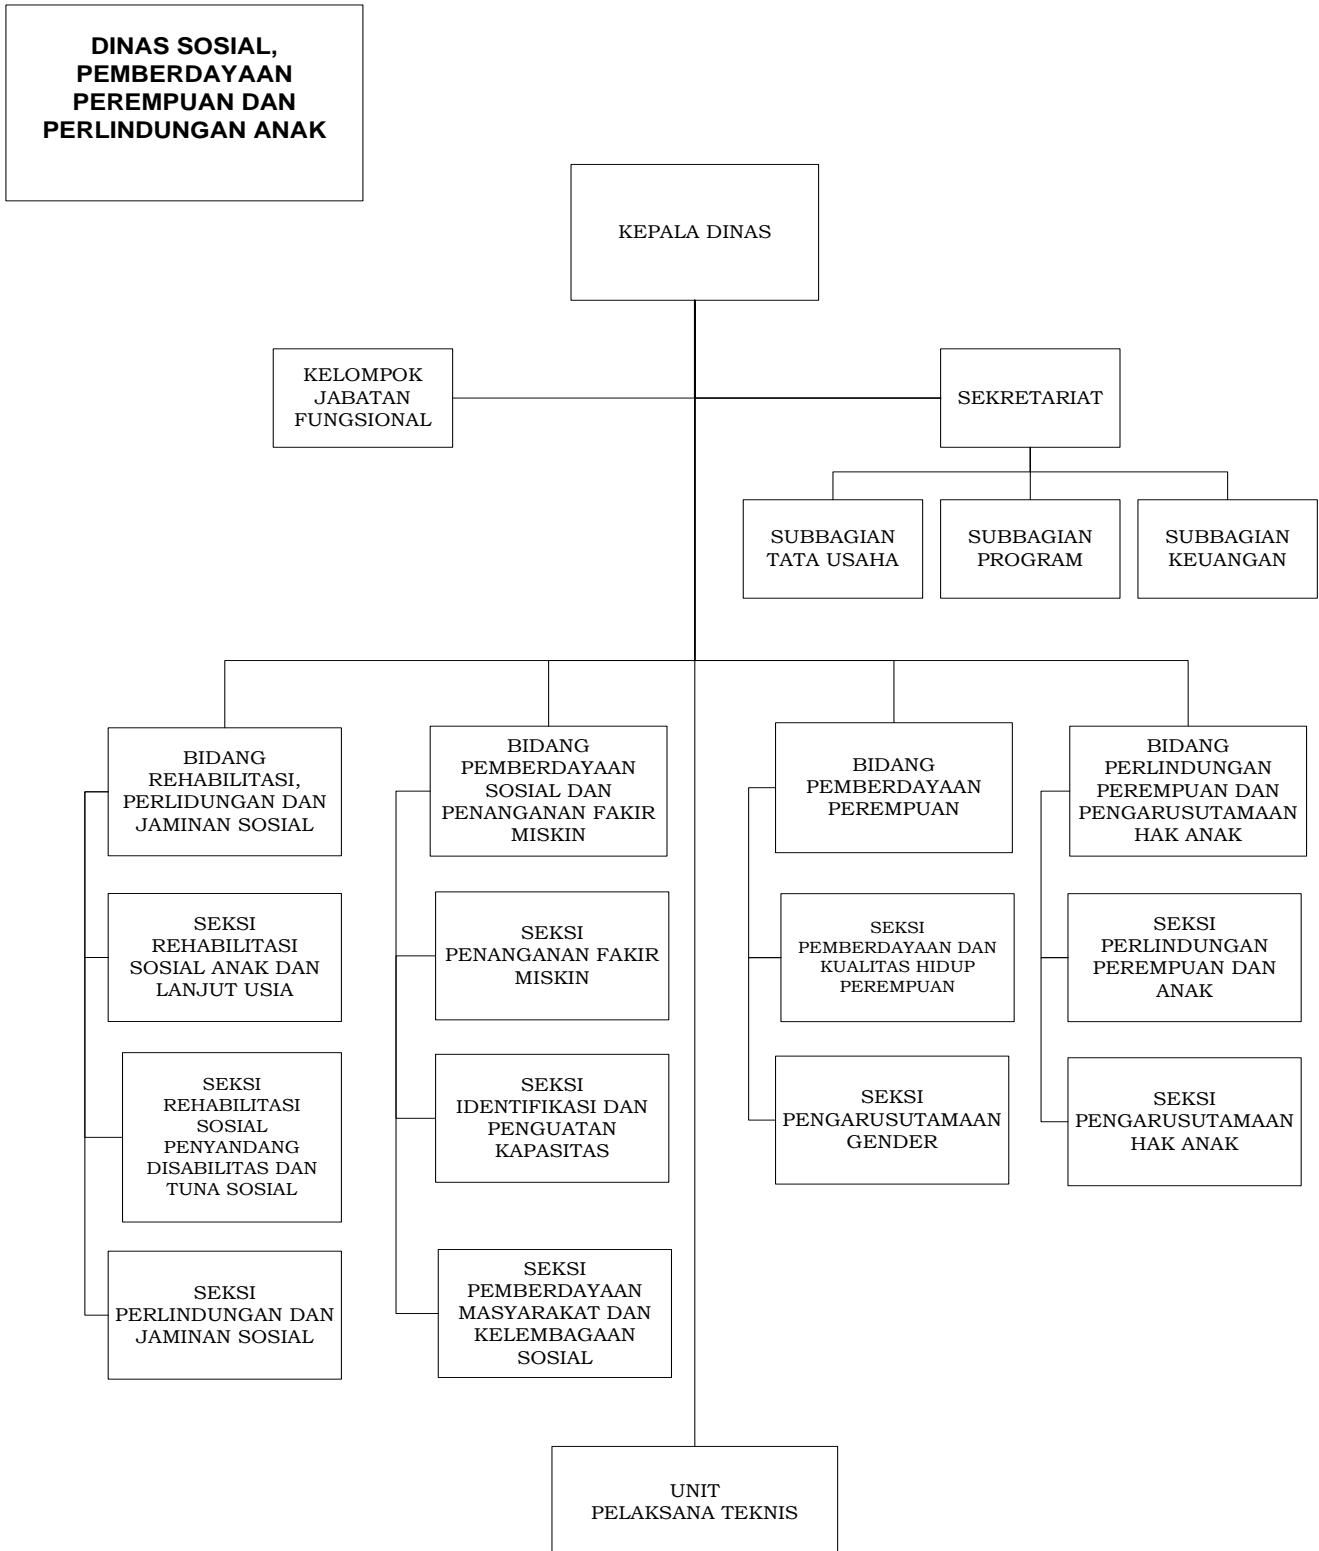 DINAS SOSIAL,
PEMBERDAYAAN
PEREMPUAN DAN
PERLINDUNGAN ANAK
KEPALA DINAS
KELOMPOK
JABATAN
FUNGSIONAL
SEKRETARIAT
SUBBAGIAN
TATA USAHA
SUBBAGIAN
PROGRAM
SUBBAGIAN
KEUANGAN
BIDANG
REHABILITASI,
PERLIDUNGAN DAN
JAMINAN SOSIAL
BIDANG
PEMBERDAYAAN
SOSIAL DAN
PENANGANAN FAKIR
MISKIN
BIDANG
PEMBERDAYAAN
PEREMPUAN
BIDANG
PERLINDUNGAN
PEREMPUAN DAN
PENGARUSUTAMAAN
HAK ANAK
SEKSI
REHABILITASI
SOSIAL ANAK DAN
LANJUT USIA
SEKSI
PENANGANAN FAKIR
MISKIN
SEKSI
PEMBERDAYAAN DAN
KUALITAS HIDUP
PEREMPUAN
SEKSI
PERLINDUNGAN
PEREMPUAN DAN
ANAK
SEKSI
REHABILITASI
SOSIAL
PENYANDANG
DISABILITAS DAN
TUNA SOSIAL
SEKSI
IDENTIFIKASI DAN
PENGUATAN
KAPASITAS
SEKSI
PENGARUSUTAMAAN
GENDER
SEKSI
PENGARUSUTAMAAN
HAK ANAK
SEKSI
PERLINDUNGAN DAN
JAMINAN SOSIAL
SEKSI
PEMBERDAYAAN
MASYARAKAT DAN
KELEMBAGAAN
SOSIAL
UNIT
PELAKSANA TEKNIS